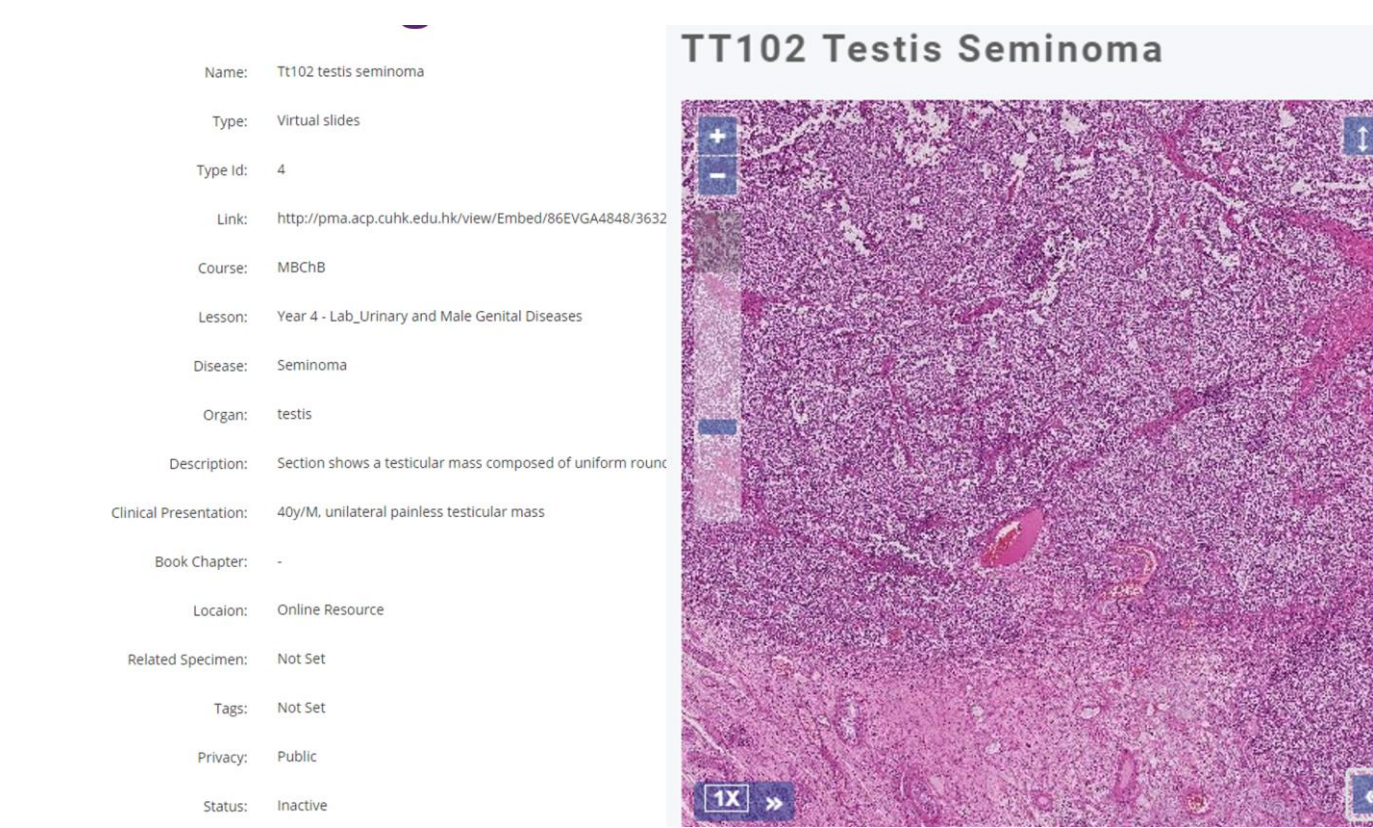 TT102 Testis Seminoma
Name: Tt102 testis seminoma
Type: Virtual slides
Type Id: 4
Link: http://pma.acp.cuhk.edu.hk/view/Embed/86EVGA4848/3632
Course: MBChB
Lesson: Year 4 - Lab_Urinary and Male Genital Diseases
Disease: Seminoma
Organ: testis
Description: Section shows a testicular mass composed of uniform round
Clinical Presentation: 40y/M, unilateral painless testicular mass
Book Chapter: -
Locaion: Online Resource
Related Specimen: Not Set
Tags: Not Set
Privacy: Public
Status: Inactive
+
-
1X »